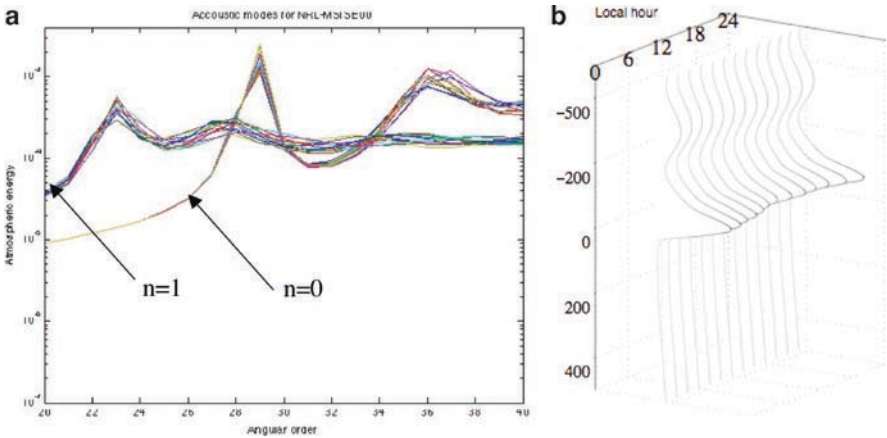 a
Accoustic modes for NRL-MSISE00
Atmospheric energy
n=1
n=0
20 22 24 26 28 30 32 34 36 38 40
Angular order
b
Local hour
0 6 12 18 24
−500
−200
0
200
400